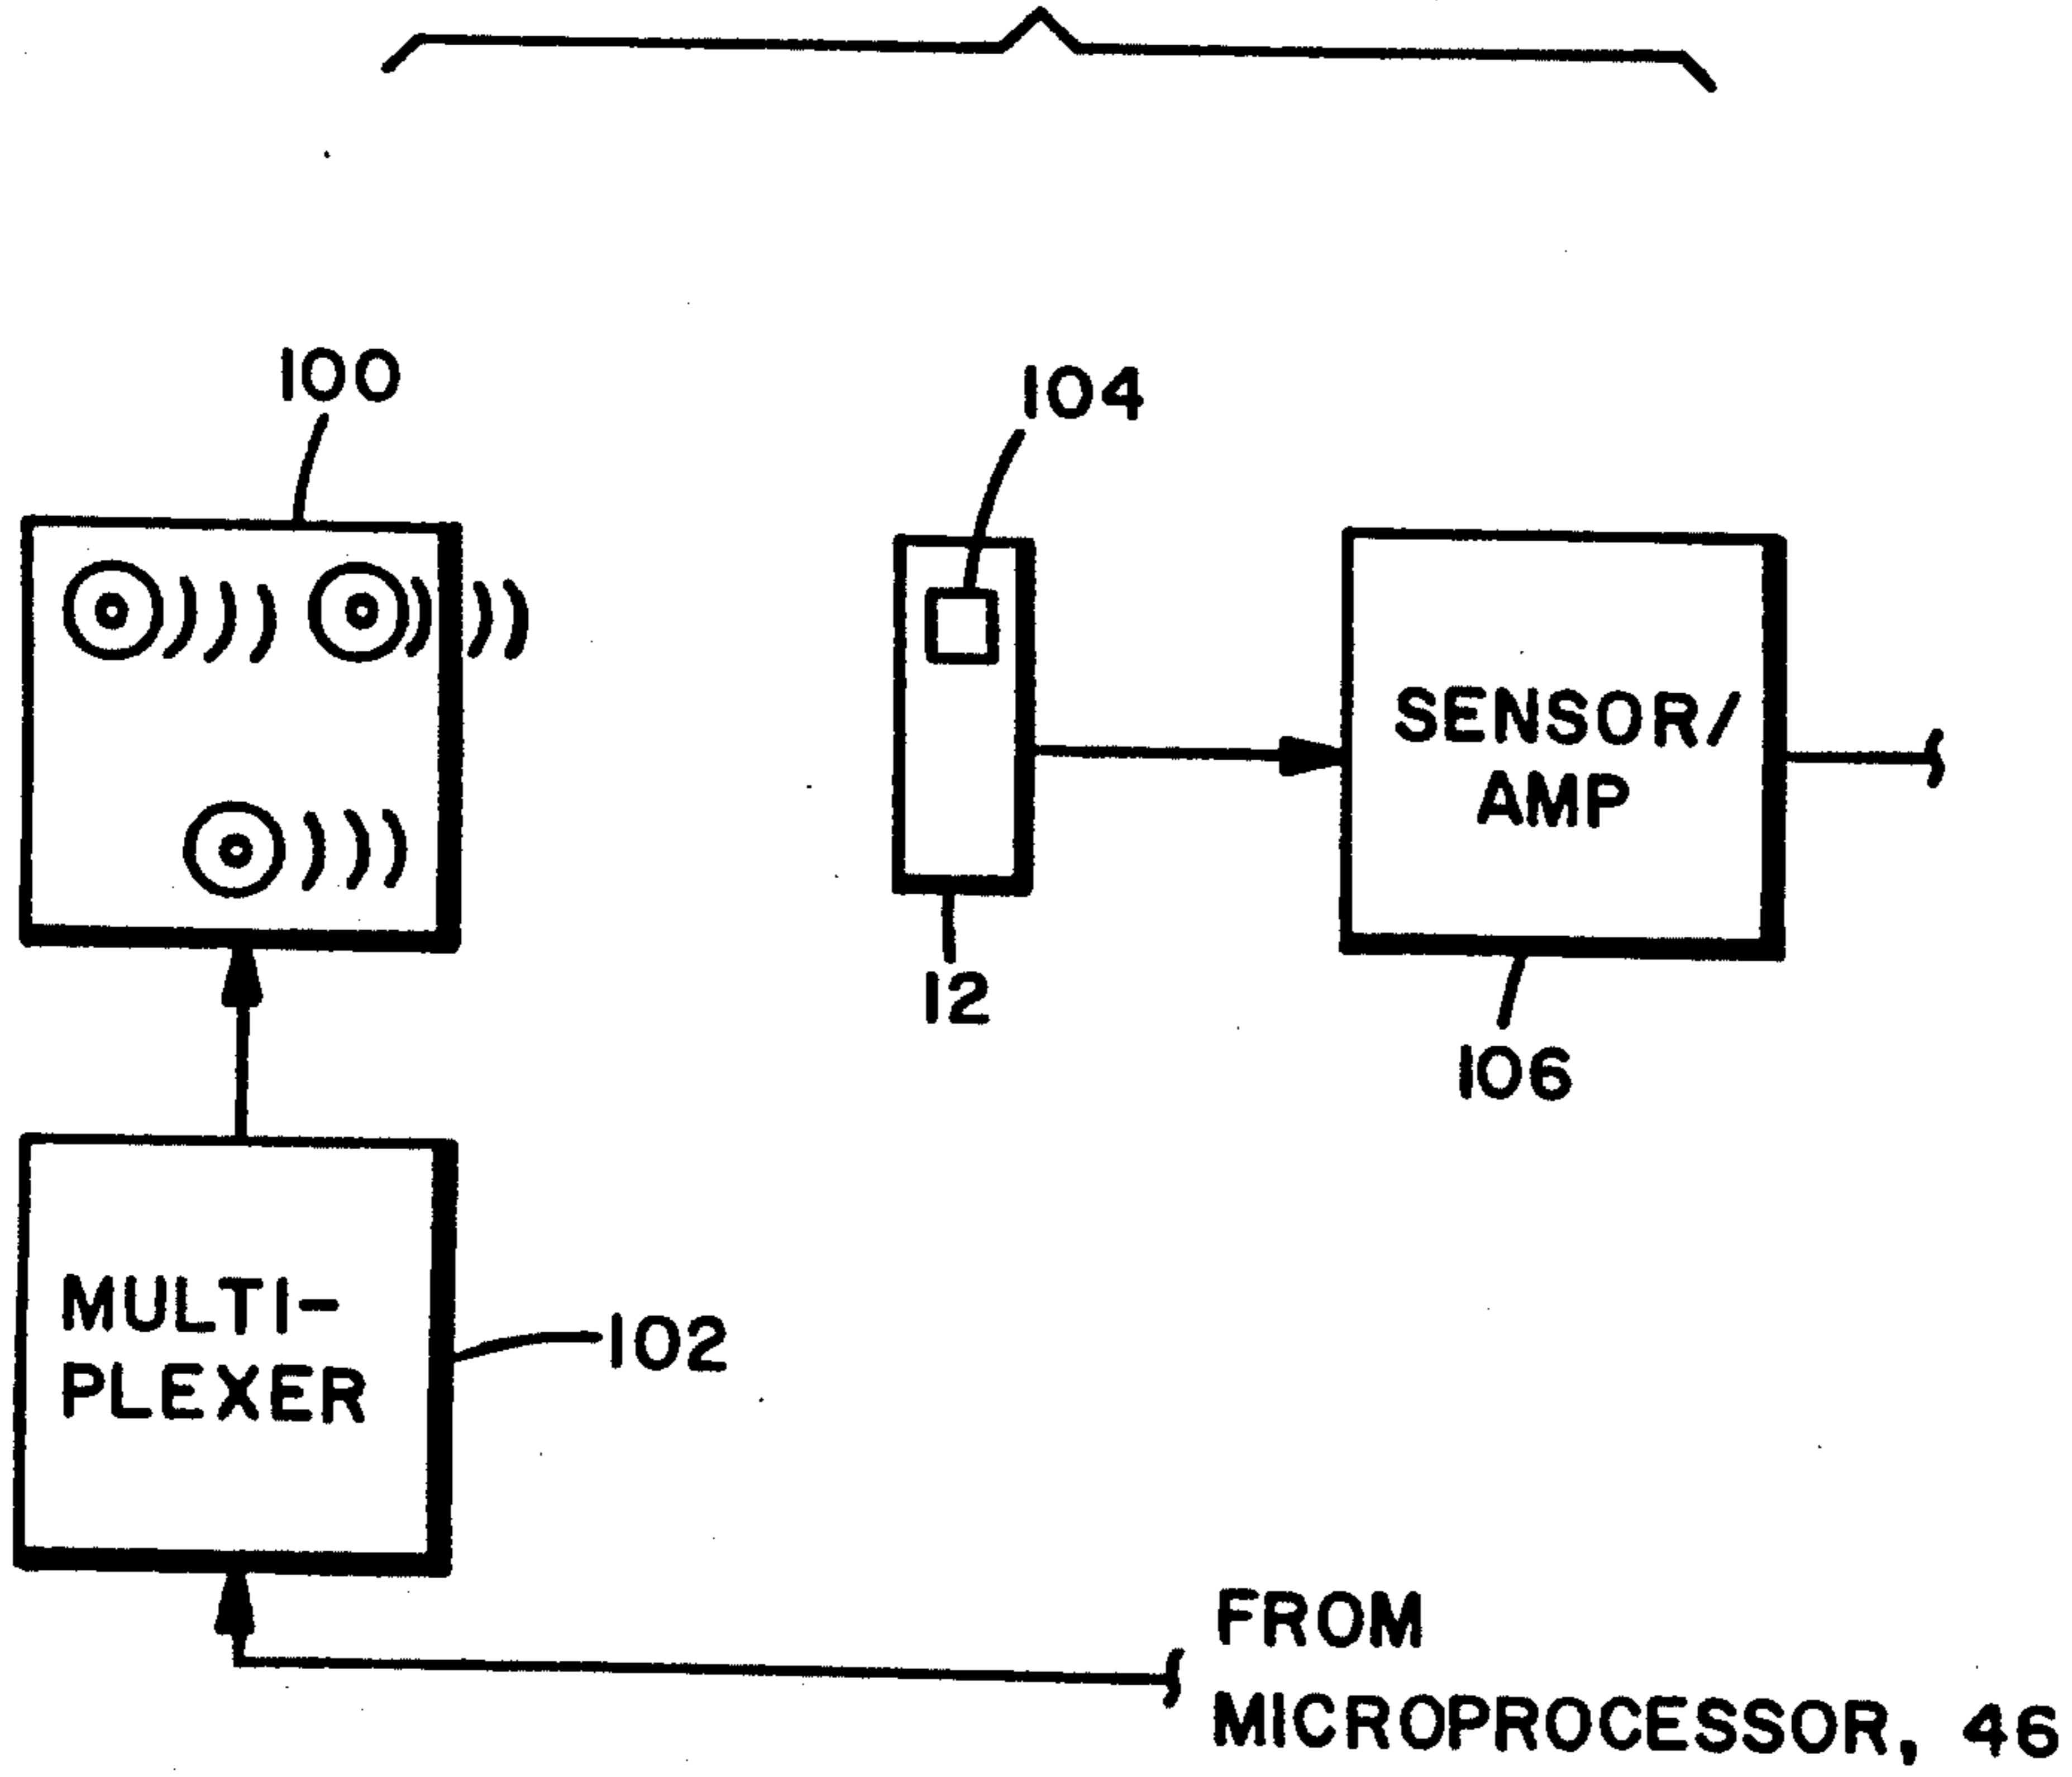 100
104
SENSOR/
AMP
12
106
MULTI-
PLEXER
102
FROM
MICROPROCESSOR, 46